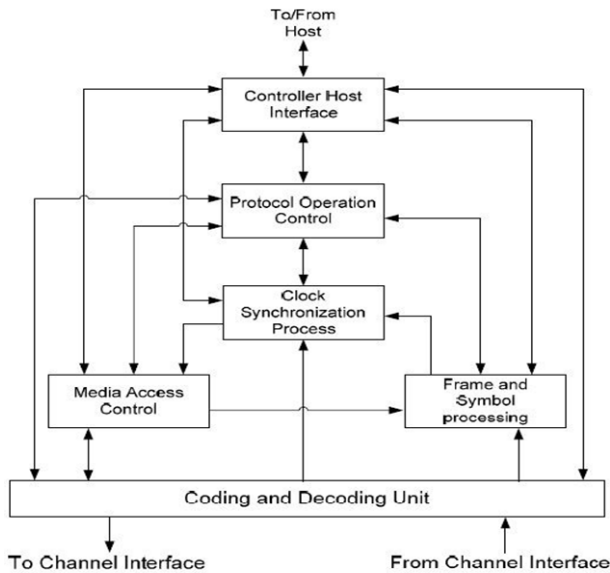 To/From
Host
Controller Host
Interface
Protocol Operation
Control
Clock
Synchronization
Process
Media Access
Control
Frame and
Symbol
processing
Coding and Decoding Unit
To Channel Interface
From Channel Interface